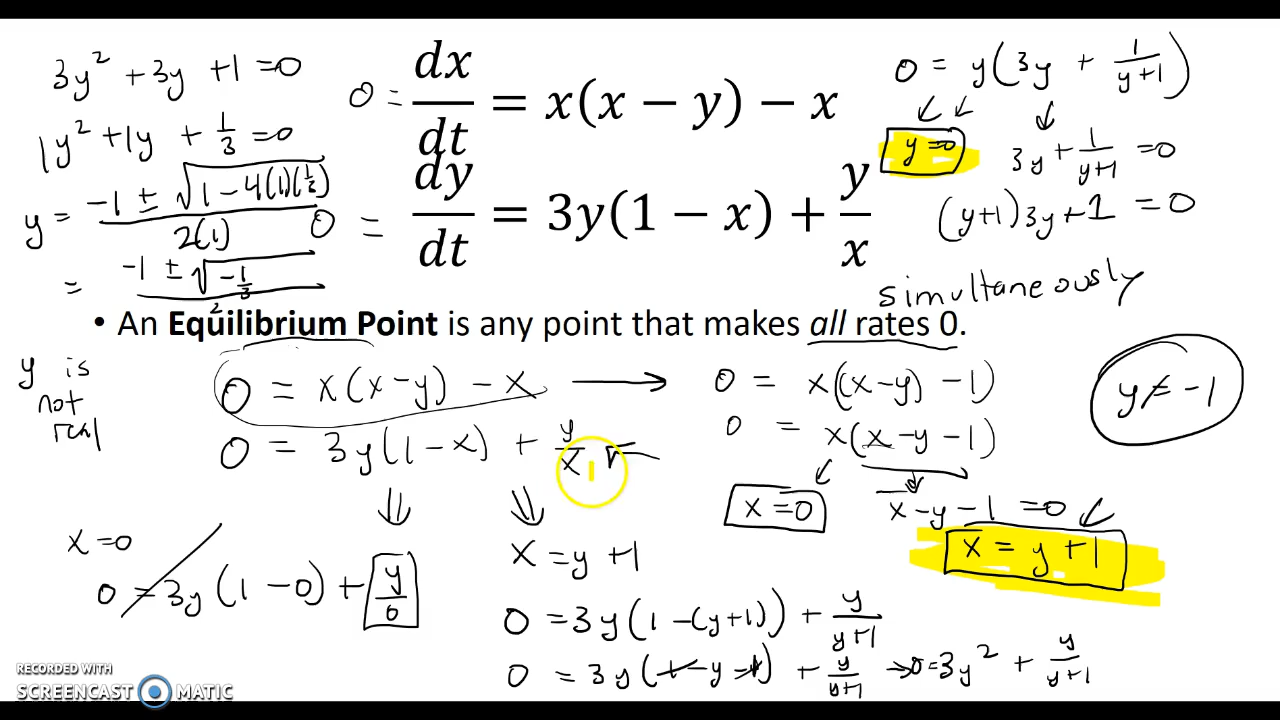 3y² + 3y + 1 = 0
1y² + 1y + 1/3 = 0
y = (-1 ± √(1 - 4(1)(1/3)))/2(1)
= (-1 ± √(-1/3))/2
0 = dx/dt = x(x − y) − x
0 = dy/dt = 3y(1 − x) + y/x
0 = y(3y + 1/(y+1))
y = 0
3y + 1/(y+1) = 0
(y+1)3y + 1 = 0
simultaneously
• An Equilibrium Point is any point that makes all rates 0.
y is
not
real
0 = x(x-y) - x
0 = 3y(1-x) + y/x
0 = x((x-y) -1)
0 = x(x-y-1)
x = 0
x-y-1 = 0
x = y+1
y ≠ -1
x = 0
0 = 3y(1-0) + y/0
x = y+1
0 = 3y(1-(y+1)) + y/(y+1)
0 = 3y(1-y-1) + y/(y+1) → 0 = 3y² + y/(y+1)
RECORDED WITH
SCREENCAST MATIC